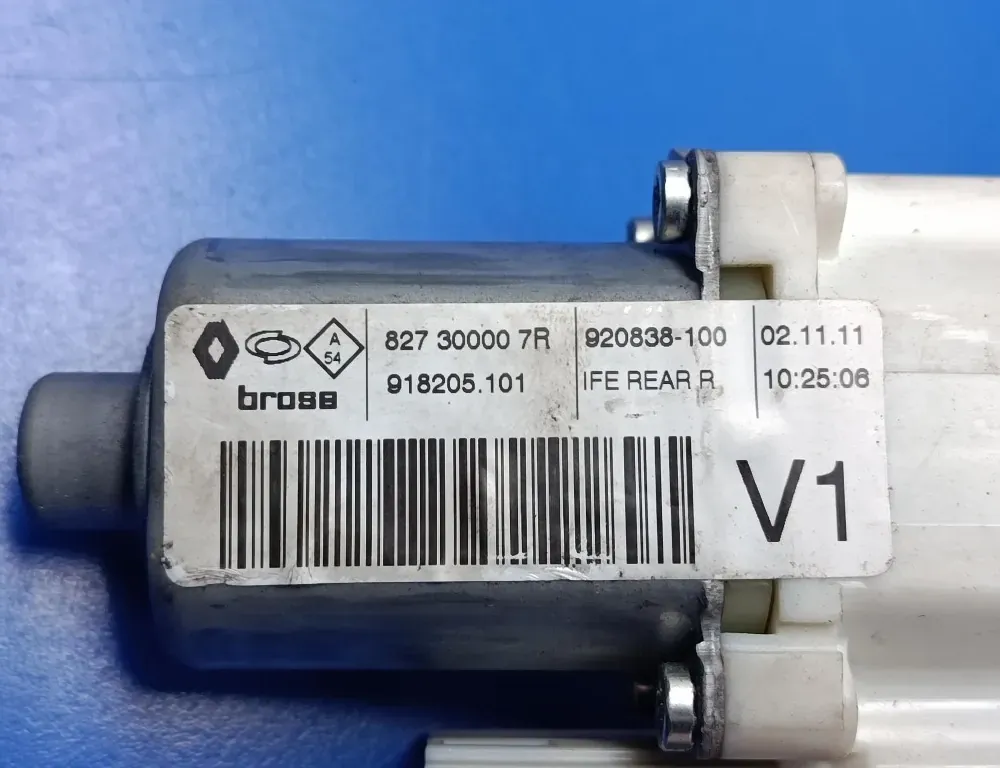 A
54
brose
827 30000 7R
918205.101
920838-100
IFE REAR R
02.11.11
10:25:06
V1